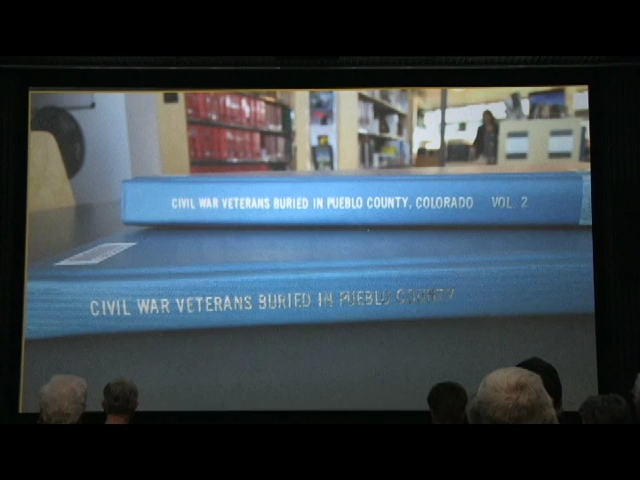 CIVIL WAR VETERANS BURIED IN PUEBLO COUNTY, COLORADO VOL. 2
CIVIL WAR VETERANS BURIED IN PUEBLO COUNTY